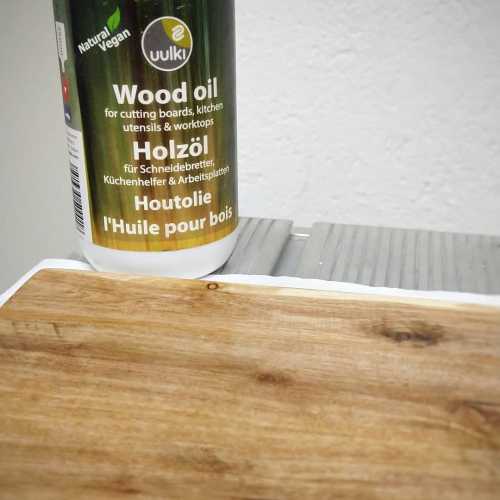 Natural
Vegan
uulki
Wood oil
for cutting boards, kitchen
utensils & worktops
Holzöl
für Schneidebretter,
Küchenhelfer & Arbeitsplatten
Houtolie
l'Huile pour bois